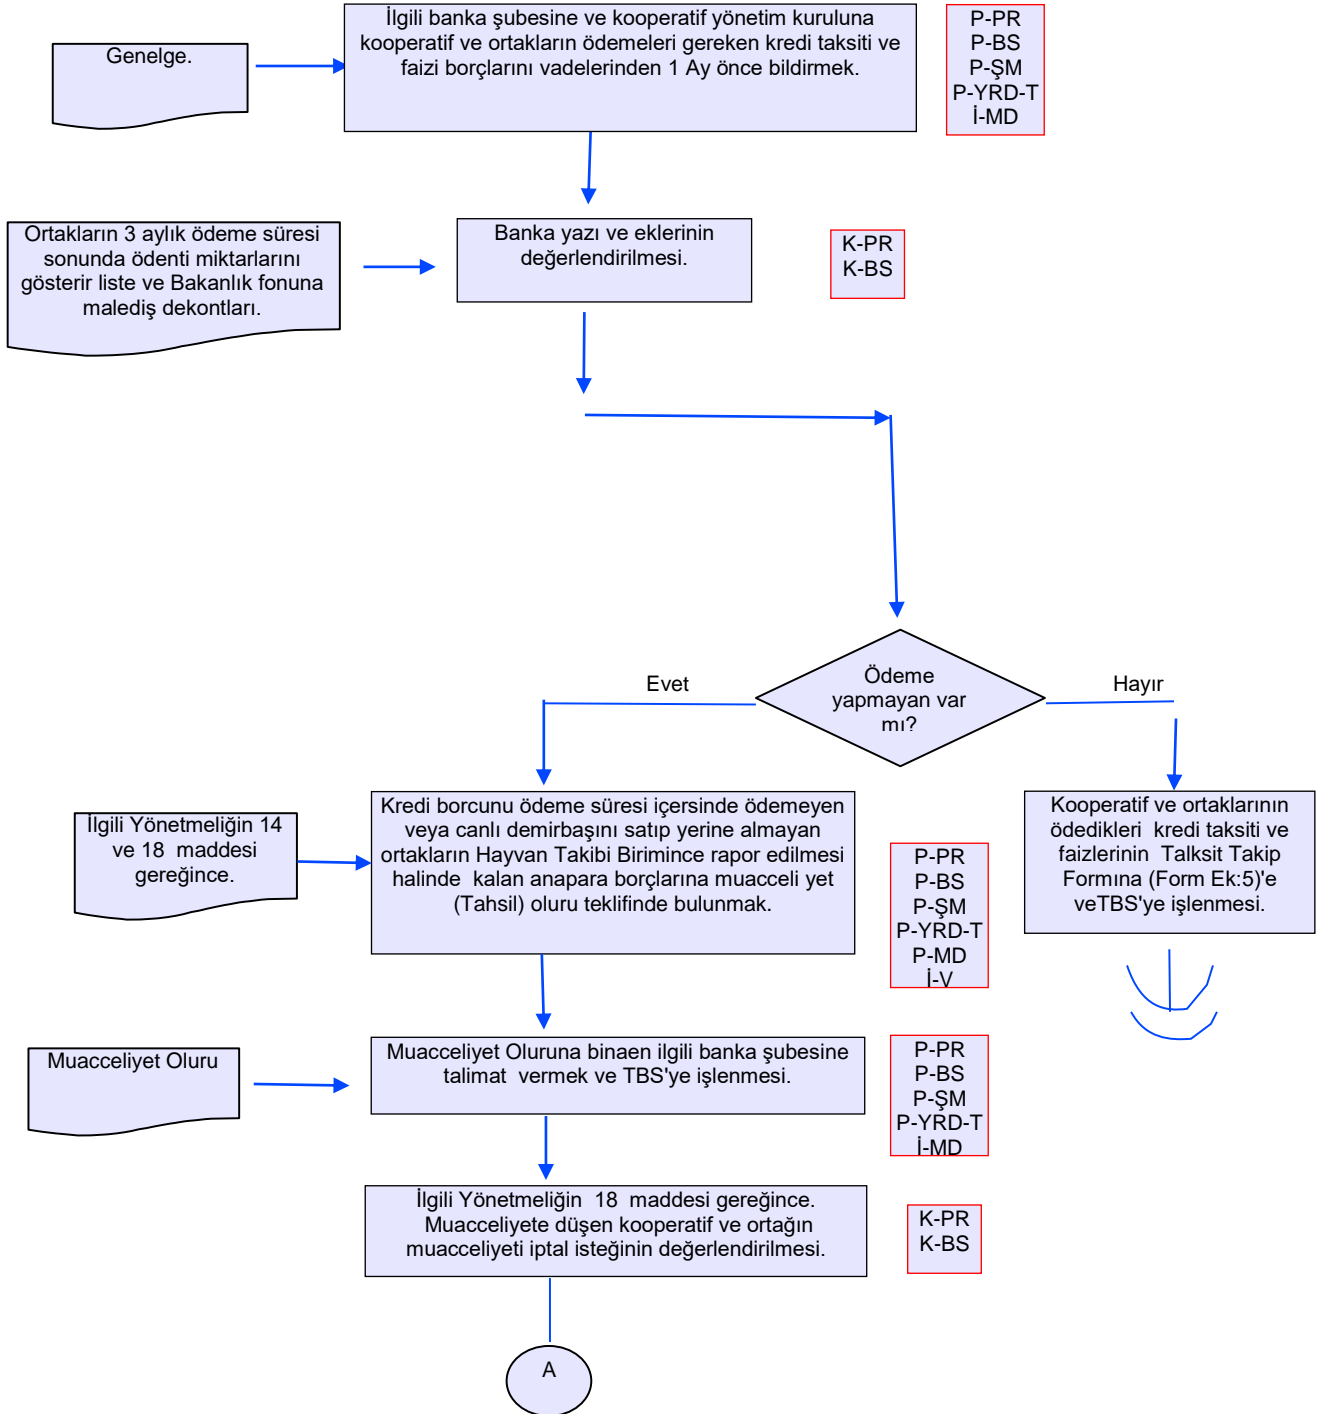 Genelge.
İlgili banka şubesine ve kooperatif yönetim kuruluna
kooperatif ve ortakların ödemeleri gereken kredi taksiti ve
faizi borçlarını vadelerinden 1 Ay önce bildirmek.
P-PR
P-BS
P-ŞM
P-YRD-T
İ-MD
Ortakların 3 aylık ödeme süresi
sonunda ödenti miktarlarını
gösterir liste ve Bakanlık fonuna
malediş dekontları.
Banka yazı ve eklerinin
değerlendirilmesi.
K-PR
K-BS
Ödeme
yapmayan var
mı?
Evet
Hayır
İlgili Yönetmeliğin 14
ve 18  maddesi
gereğince.
Kredi borcunu ödeme süresi içersinde ödemeyen
veya canlı demirbaşını satıp yerine almayan
ortakların Hayvan Takibi Birimince rapor edilmesi
halinde  kalan anapara borçlarına muacceli yet
(Tahsil) oluru teklifinde bulunmak.
P-PR
P-BS
P-ŞM
P-YRD-T
P-MD
İ-V
Kooperatif ve ortaklarının
ödedikleri  kredi taksiti ve
faizlerinin  Talksit Takip
Formına (Form Ek:5)'e
veTBS'ye işlenmesi.
Muacceliyet Oluru
Muacceliyet Oluruna binaen ilgili banka şubesine
talimat  vermek ve TBS'ye işlenmesi.
P-PR
P-BS
P-ŞM
P-YRD-T
İ-MD
İlgili Yönetmeliğin  18  maddesi gereğince.
Muacceliyete düşen kooperatif ve ortağın
muacceliyeti iptal isteğinin değerlendirilmesi.
K-PR
K-BS
A